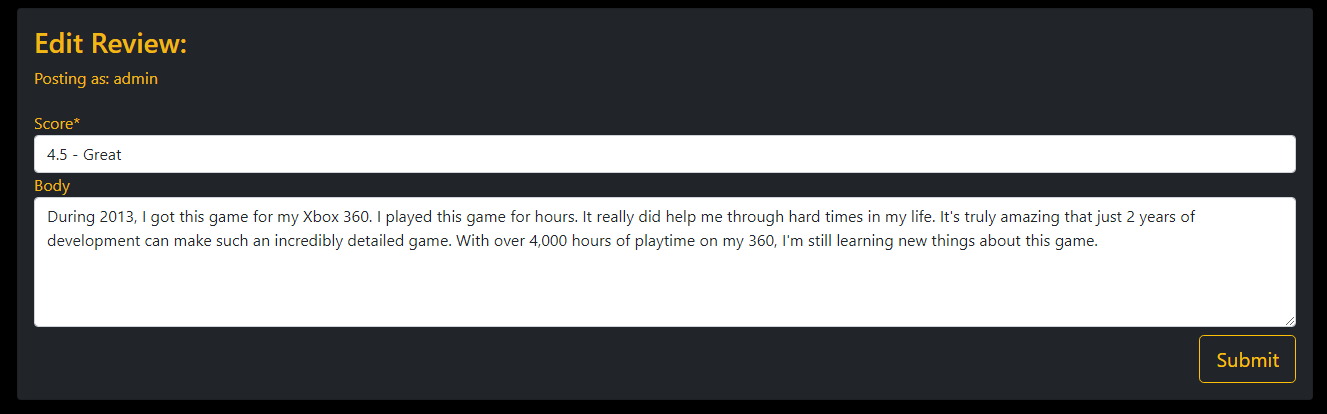 Edit Review:
Posting as: admin
Score*
4.5 - Great
Body
During 2013, I got this game for my Xbox 360. I played this game for hours. It really did help me through hard times in my life. It's truly amazing that just 2 years of
development can make such an incredibly detailed game. With over 4,000 hours of playtime on my 360, I'm still learning new things about this game.
Submit